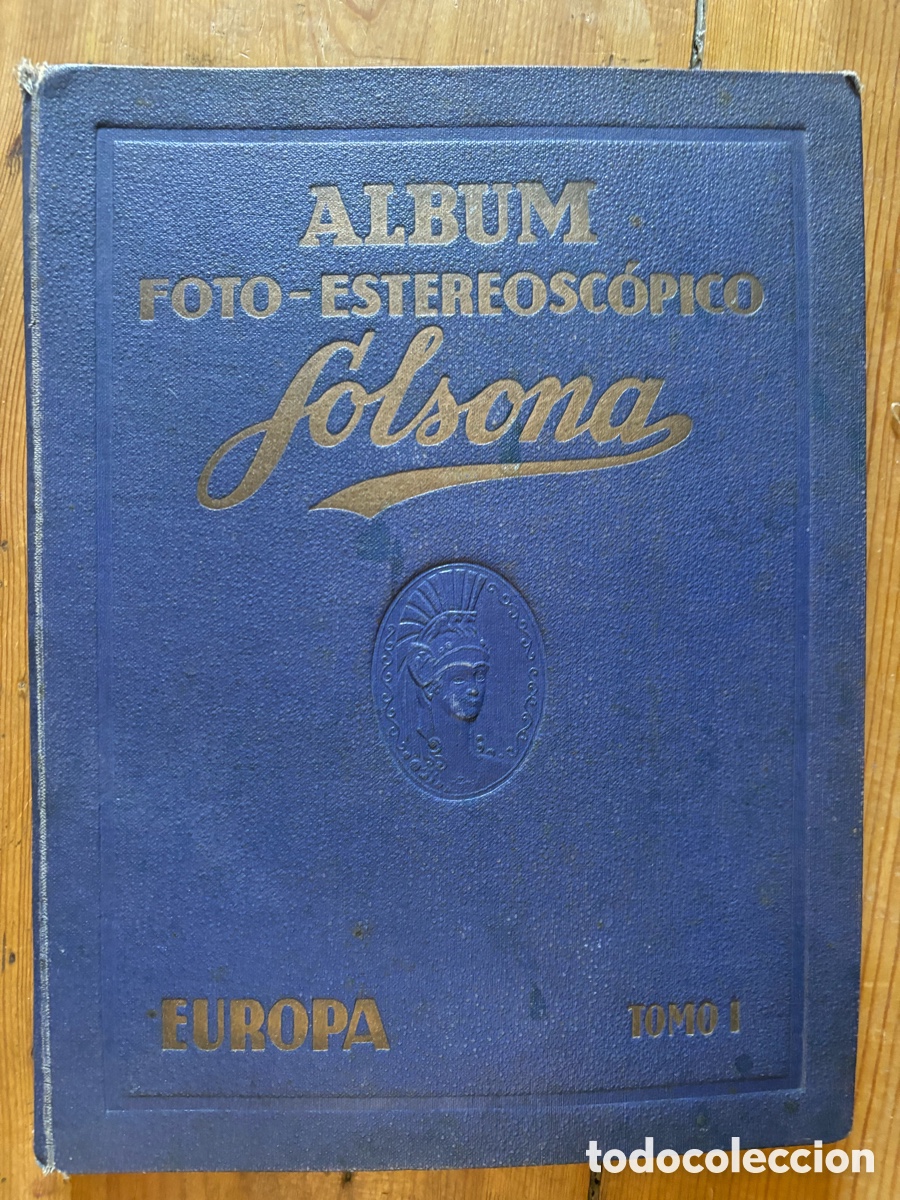 ALBUM
FOTO-ESTEREOSCÓPICO
Solsona
EUROPA TOMO I
todocoleccion